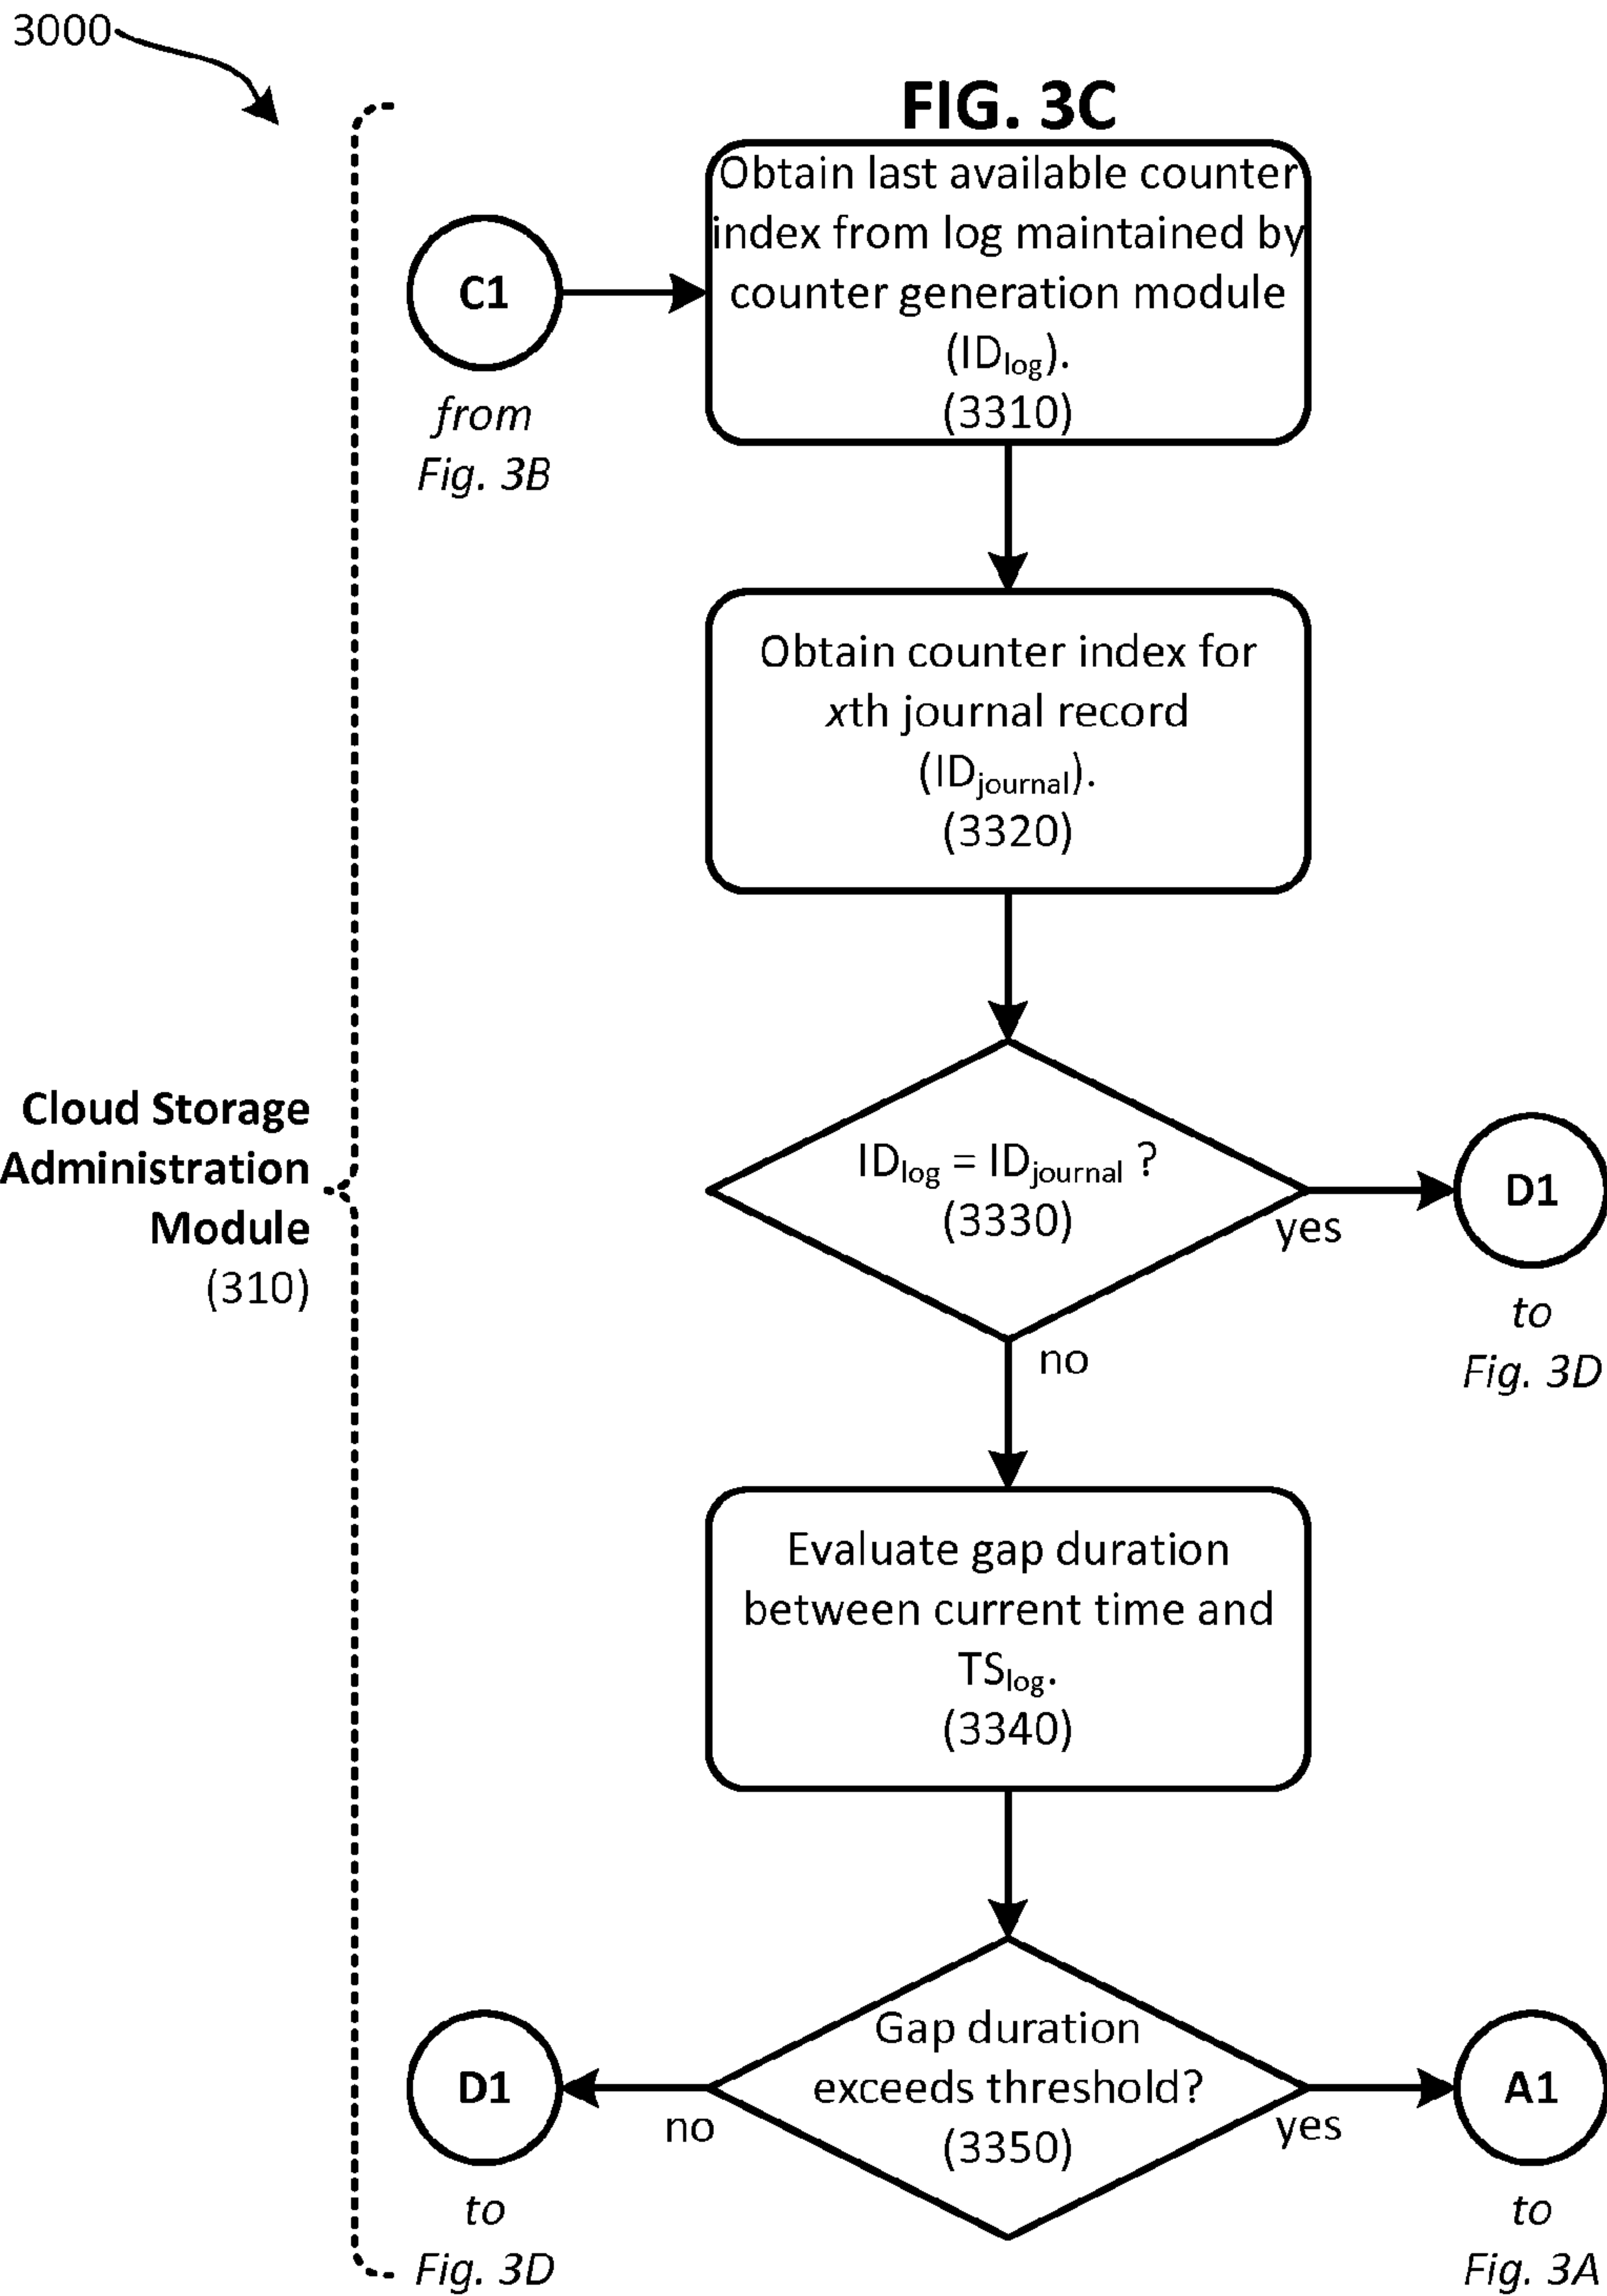 3000
FIG. 3C
Obtain last available counter
index from log maintained by
counter generation module
(IDlog).
(3310)
C1
from
Fig. 3B
Obtain counter index for
xth journal record
(IDjournal).
(3320)
Cloud Storage
Administration
Module
(310)
IDlog = IDjournal ?
(3330)
yes
D1
to
Fig. 3D
no
Evaluate gap duration
between current time and
TSlog.
(3340)
Gap duration
exceeds threshold?
(3350)
no
D1
to
Fig. 3D
yes
A1
to
Fig. 3A